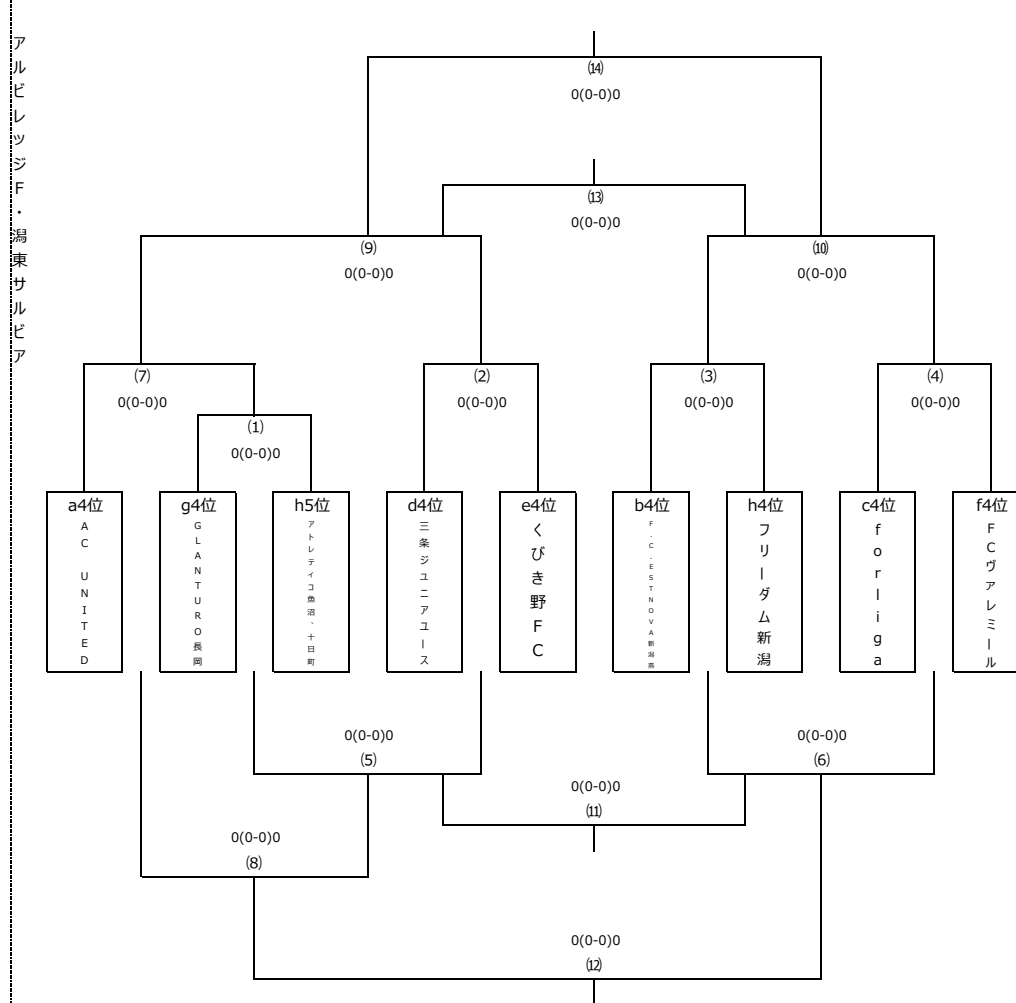 アルビレッジF・潟東サルビア
⒁
0(0-0)0
⒀
0(0-0)0
⑼
0(0-0)0
⑽
0(0-0)0
⑺
0(0-0)0
⑵
0(0-0)0
⑶
0(0-0)0
⑷
0(0-0)0
⑴
0(0-0)0
a4位
AC UNITED
g4位
GLANTURO長岡
h5位
アトレティコ魚沼、十日町
d4位
三条ジユニアユース
e4位
くびき野FC
b4位
F.C.ESTNOVA新潟燕
h4位
フリーダム新潟
c4位
forliga
f4位
FCヴアレミール
0(0-0)0
⑸
0(0-0)0
⑹
0(0-0)0
⑾
0(0-0)0
⑻
0(0-0)0
⑿